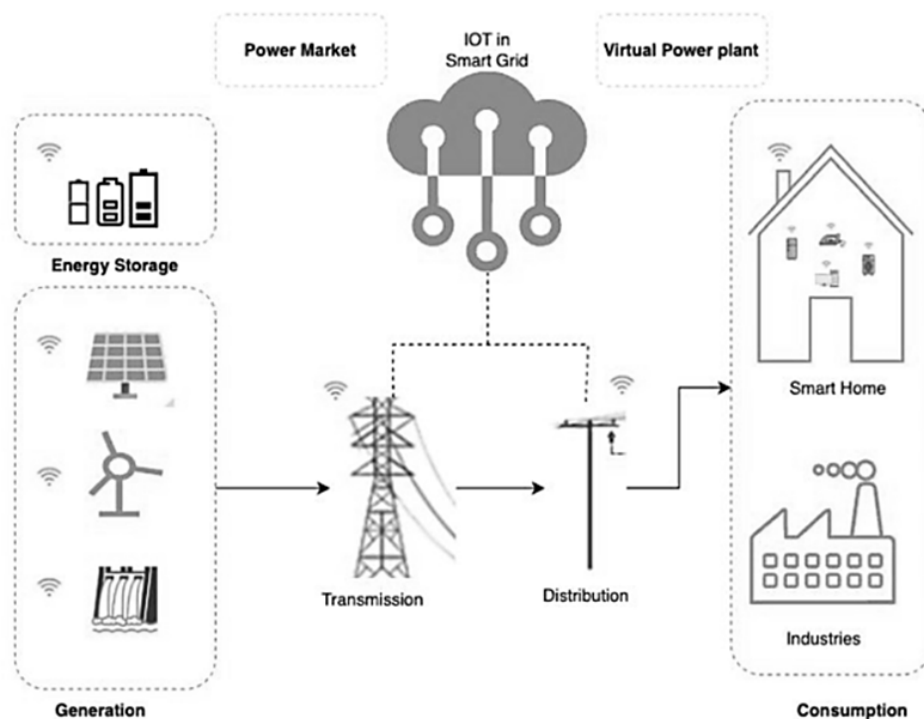 Power Market
IOT in
Smart Grid
Virtual Power plant
Energy Storage
Smart Home
Transmission
Distribution
Industries
Generation
Consumption